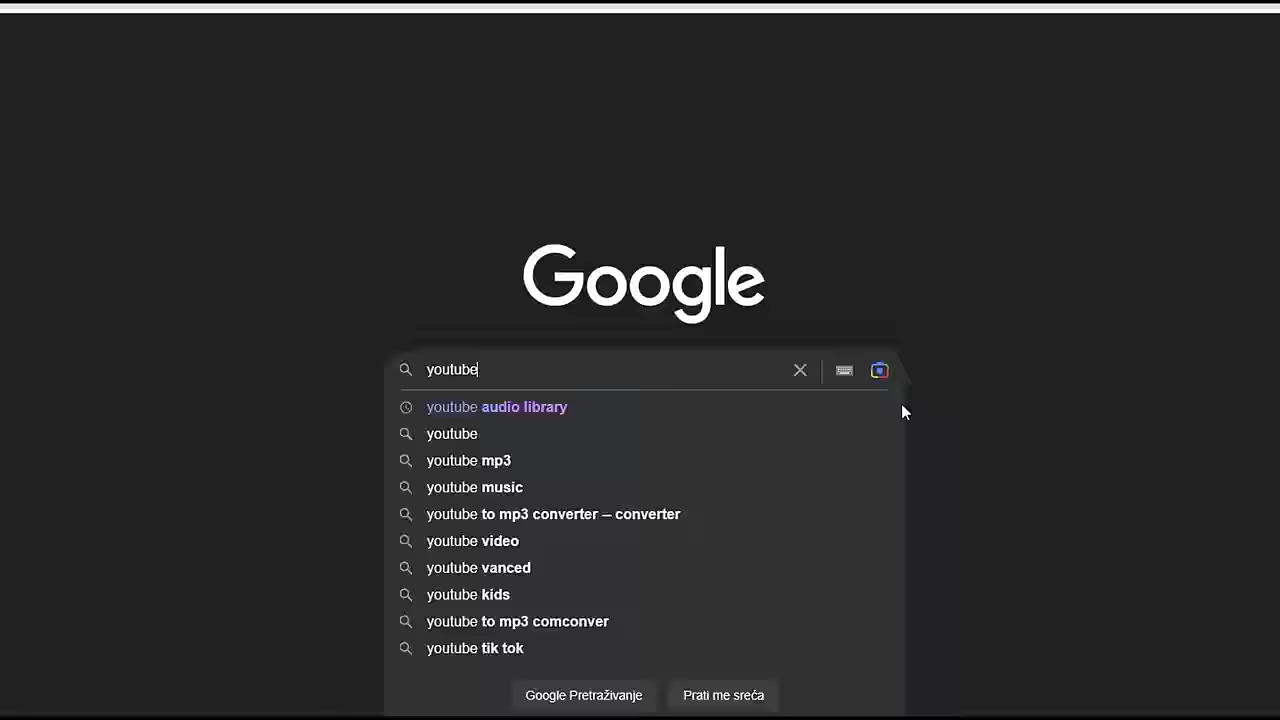 Google
youtube
youtube audio library
youtube
youtube mp3
youtube music
youtube to mp3 converter – converter
youtube video
youtube vanced
youtube kids
youtube to mp3 comconver
youtube tik tok
Google Pretraživanje
Prati me sreća